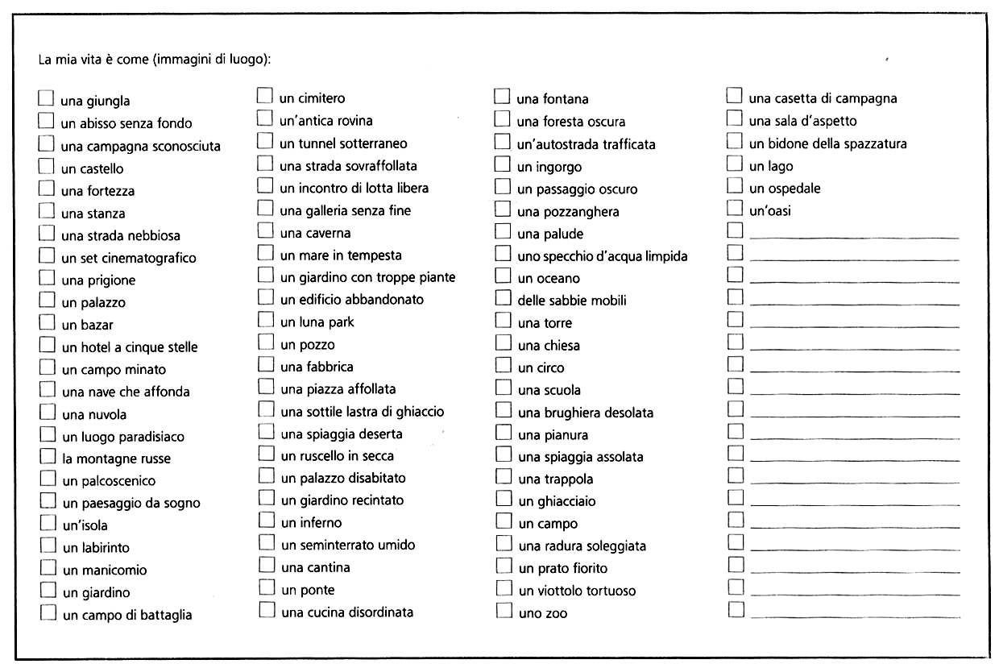 La mia vita è come (immagini di luogo):
una giungla
un abisso senza fondo
una campagna sconosciuta
un castello
una fortezza
una stanza
una strada nebbiosa
un set cinematografico
una prigione
un palazzo
un bazar
un hotel a cinque stelle
un campo minato
una nave che affonda
una nuvola
un luogo paradisiaco
la montagne russe
un palcoscenico
un paesaggio da sogno
un'isola
un labirinto
un manicomio
un giardino
un campo di battaglia
un cimitero
un'antica rovina
un tunnel sotterraneo
una strada sovraffollata
un incontro di lotta libera
una galleria senza fine
una caverna
un mare in tempesta
un giardino con troppe piante
un edificio abbandonato
un luna park
un pozzo
una fabbrica
una piazza affollata
una sottile lastra di ghiaccio
una spiaggia deserta
un ruscello in secca
un palazzo disabitato
un giardino recintato
un inferno
un seminterrato umido
una cantina
un ponte
una cucina disordinata
una fontana
una foresta oscura
un'autostrada trafficata
un ingorgo
un passaggio oscuro
una pozzanghera
una palude
uno specchio d'acqua limpida
un oceano
delle sabbie mobili
una torre
una chiesa
un circo
una scuola
una brughiera desolata
una pianura
una spiaggia assolata
una trappola
un ghiacciaio
un campo
una radura soleggiata
un prato fiorito
un viottolo tortuoso
uno zoo
una casetta di campagna
una sala d'aspetto
un bidone della spazzatura
un lago
un ospedale
un'oasi